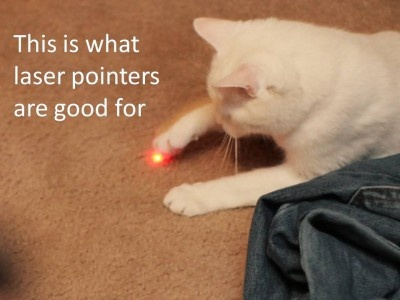 This is what
laser pointers
are good for